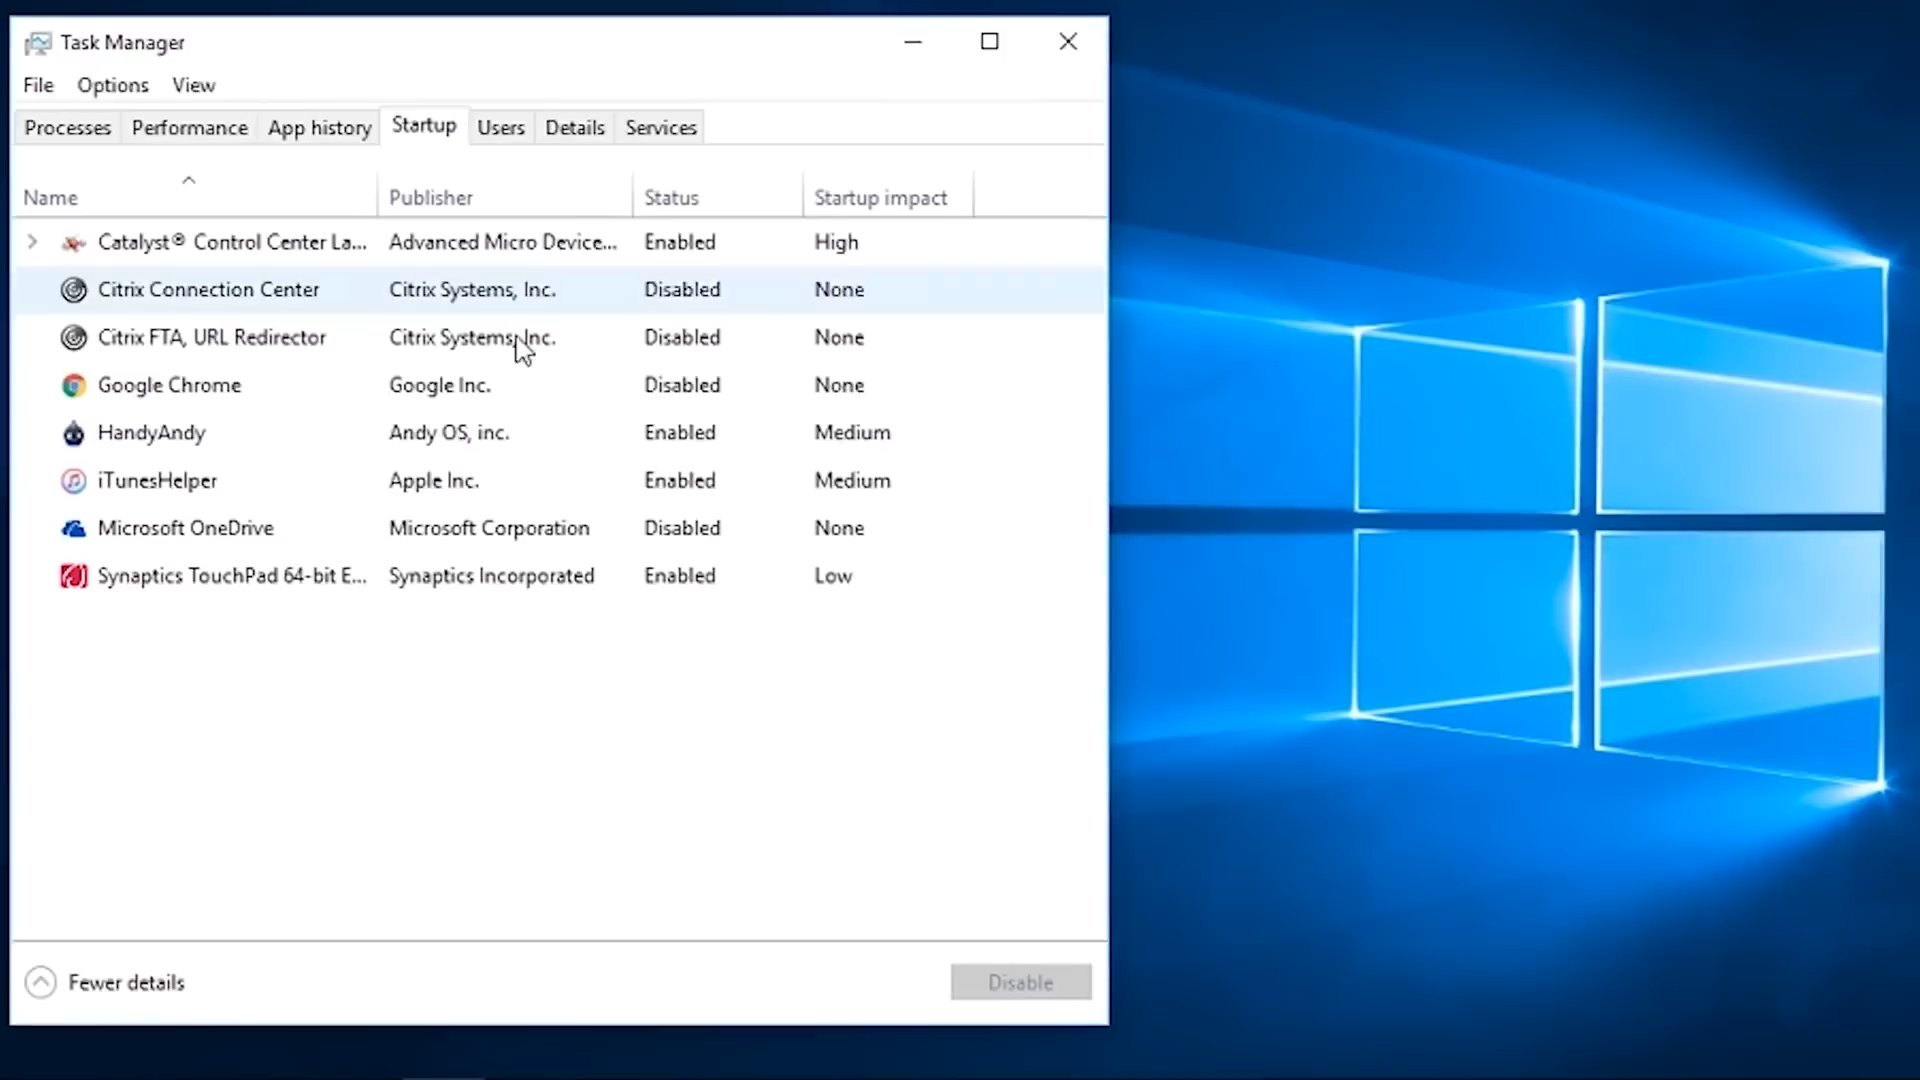 Task Manager
File Options View
Processes Performance App history Startup Users Details Services
Name Publisher Status Startup impact
Catalyst® Control Center La... Advanced Micro Device... Enabled High
Citrix Connection Center Citrix Systems, Inc. Disabled None
Citrix FTA, URL Redirector Citrix Systems, Inc. Disabled None
Google Chrome Google Inc. Disabled None
HandyAndy Andy OS, inc. Enabled Medium
iTunesHelper Apple Inc. Enabled Medium
Microsoft OneDrive Microsoft Corporation Disabled None
Synaptics TouchPad 64-bit E... Synaptics Incorporated Enabled Low
Fewer details Disable